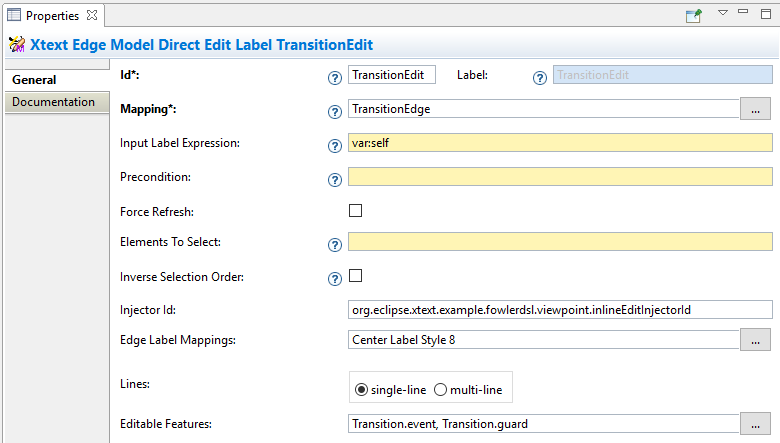 Properties
Xtext Edge Model Direct Edit Label TransitionEdit
General
Documentation
Id*: ? TransitionEdit Label: ? TransitionEdit
Mapping*: ? TransitionEdge ...
Input Label Expression: ? var:self
Precondition: ?
Force Refresh:
Elements To Select: ?
Inverse Selection Order: ?
Injector Id: org.eclipse.xtext.example.fowlerdsl.viewpoint.inlineEditInjectorId
Edge Label Mappings: Center Label Style 8 ...
Lines: single-line multi-line
Editable Features: Transition.event, Transition.guard ...